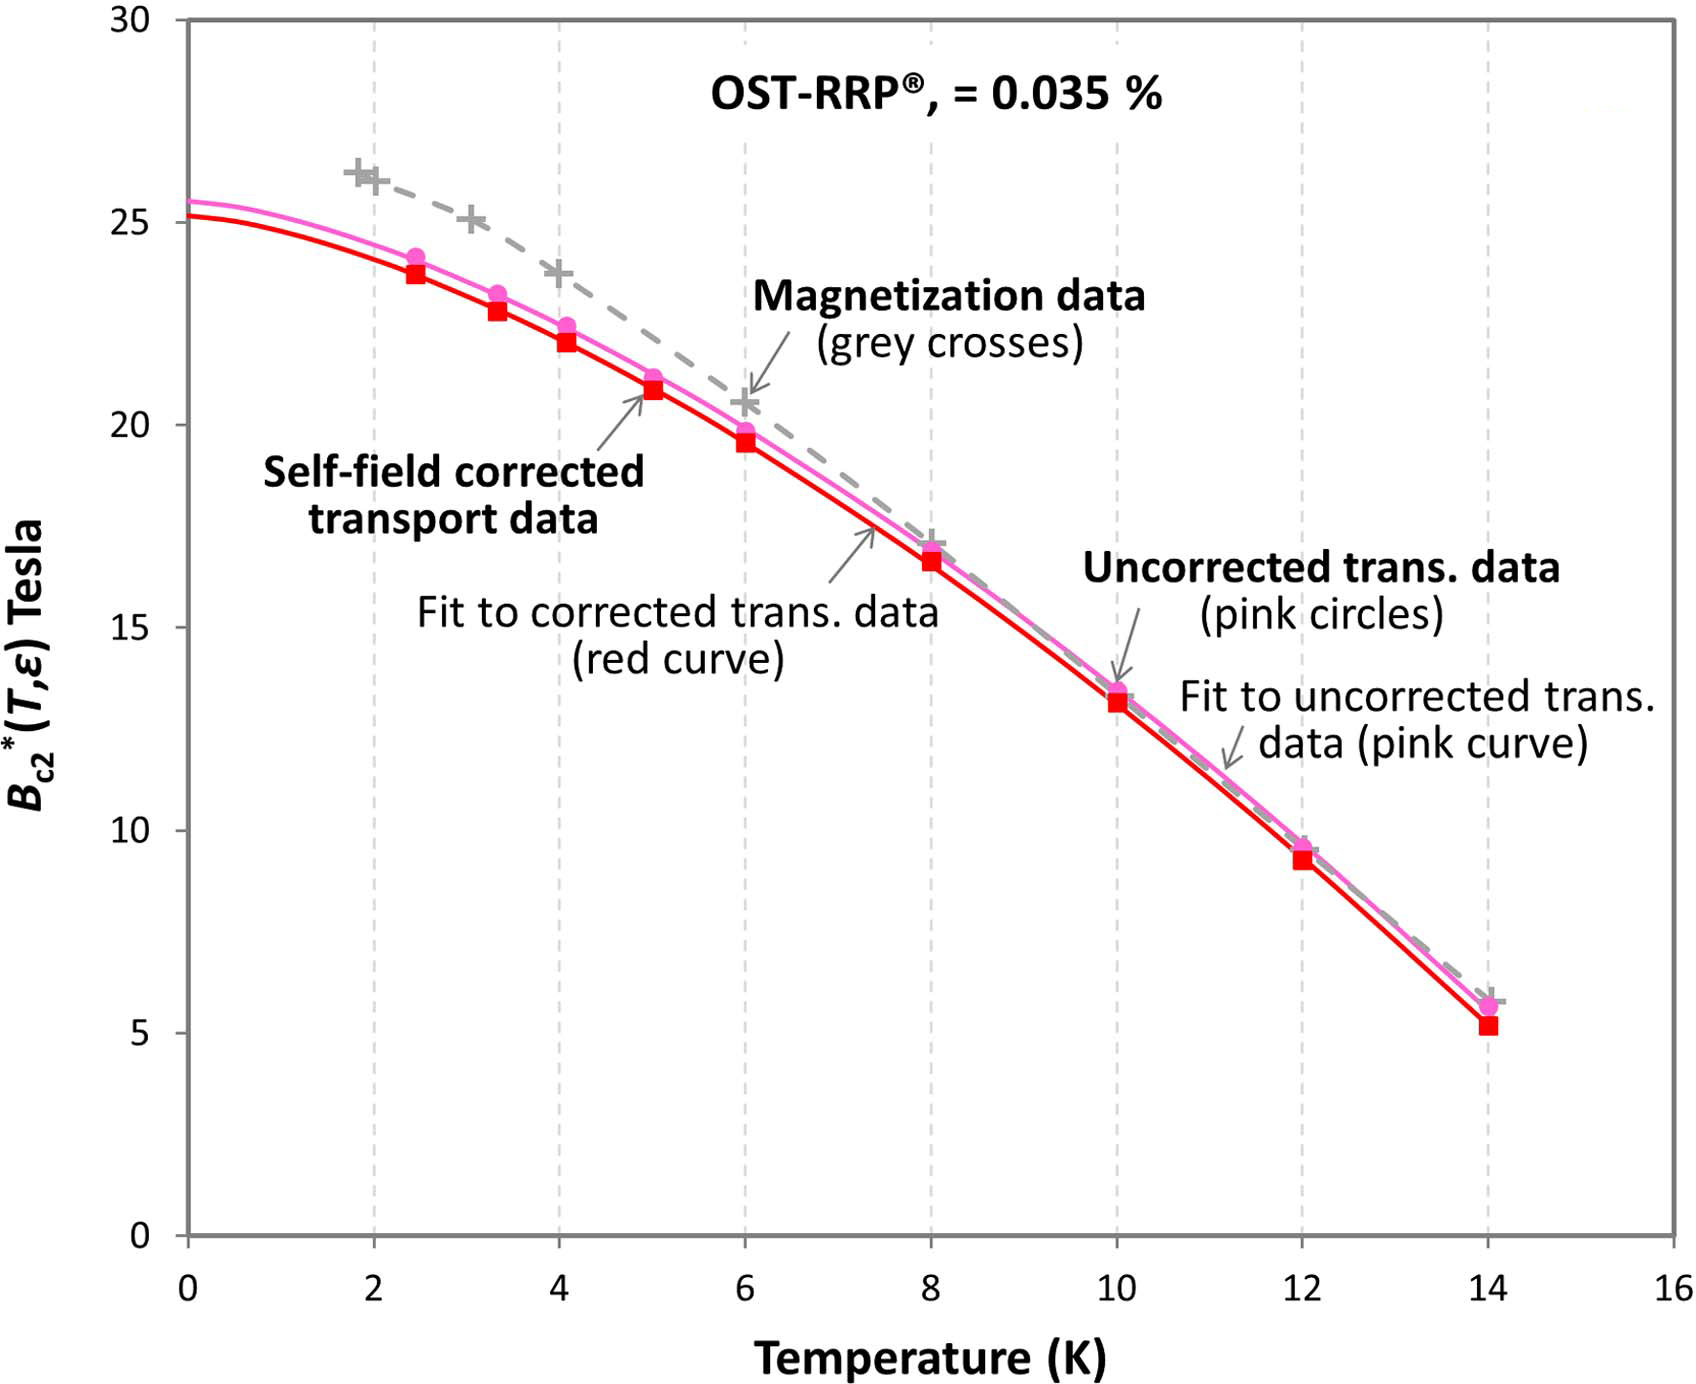 30
25
20
15
10
5
0
0 2 4 6 8 10 12 14 16
B_c2*(T,ε) Tesla
Temperature (K)
OST-RRP®, = 0.035 %
Magnetization data
(grey crosses)
Self-field corrected
transport data
Fit to corrected trans. data
(red curve)
Uncorrected trans. data
(pink circles)
Fit to uncorrected trans.
data (pink curve)